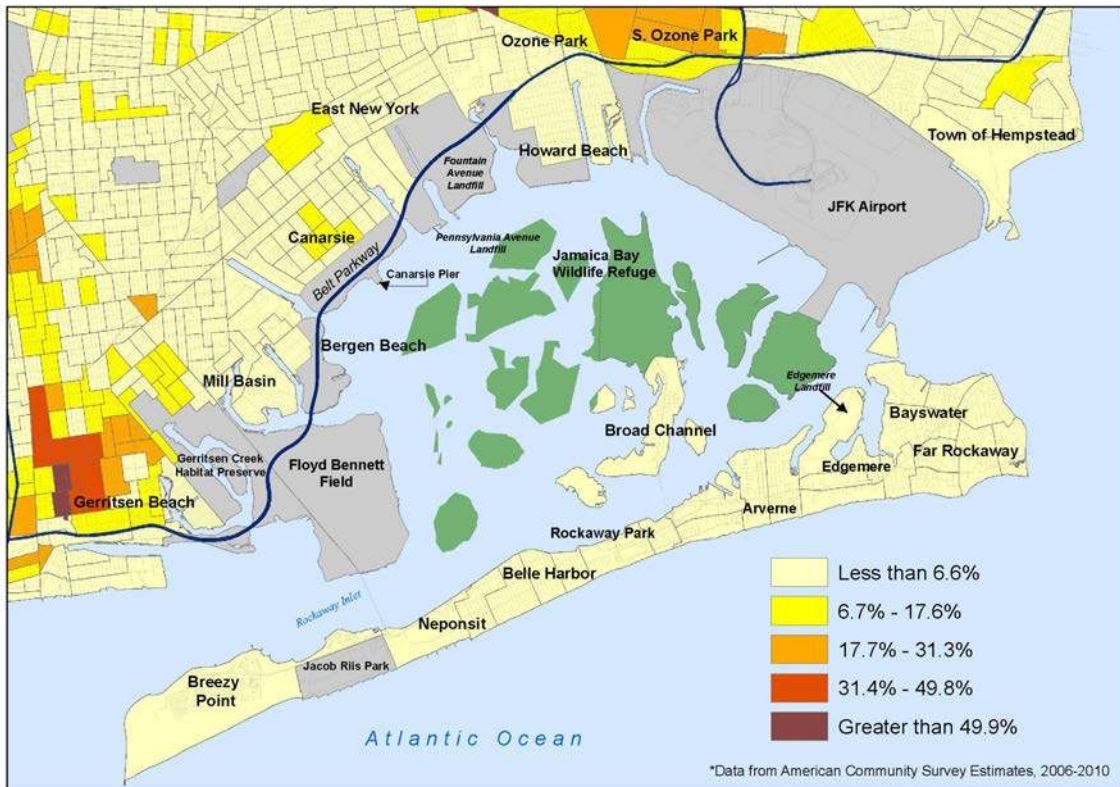 Ozone Park
S. Ozone Park
East New York
Town of Hempstead
Howard Beach
Fountain
Avenue
Landfill
JFK Airport
Canarsie
Pennsylvania Avenue
Landfill
Jamaica Bay
Wildlife Refuge
Belt Parkway
Canarsie Pier
Bergen Beach
Mill Basin
Edgemere
Landfill
Bayswater
Broad Channel
Far Rockaway
Gerritsen Creek
Habitat Preserve
Floyd Bennett
Field
Edgemere
Gerritsen Beach
Arverne
Rockaway Park
Belle Harbor
Rockaway Inlet
Neponsit
Jacob Riis Park
Breezy
Point
Atlantic Ocean
Less than 6.6%
6.7% - 17.6%
17.7% - 31.3%
31.4% - 49.8%
Greater than 49.9%
*Data from American Community Survey Estimates, 2006-2010